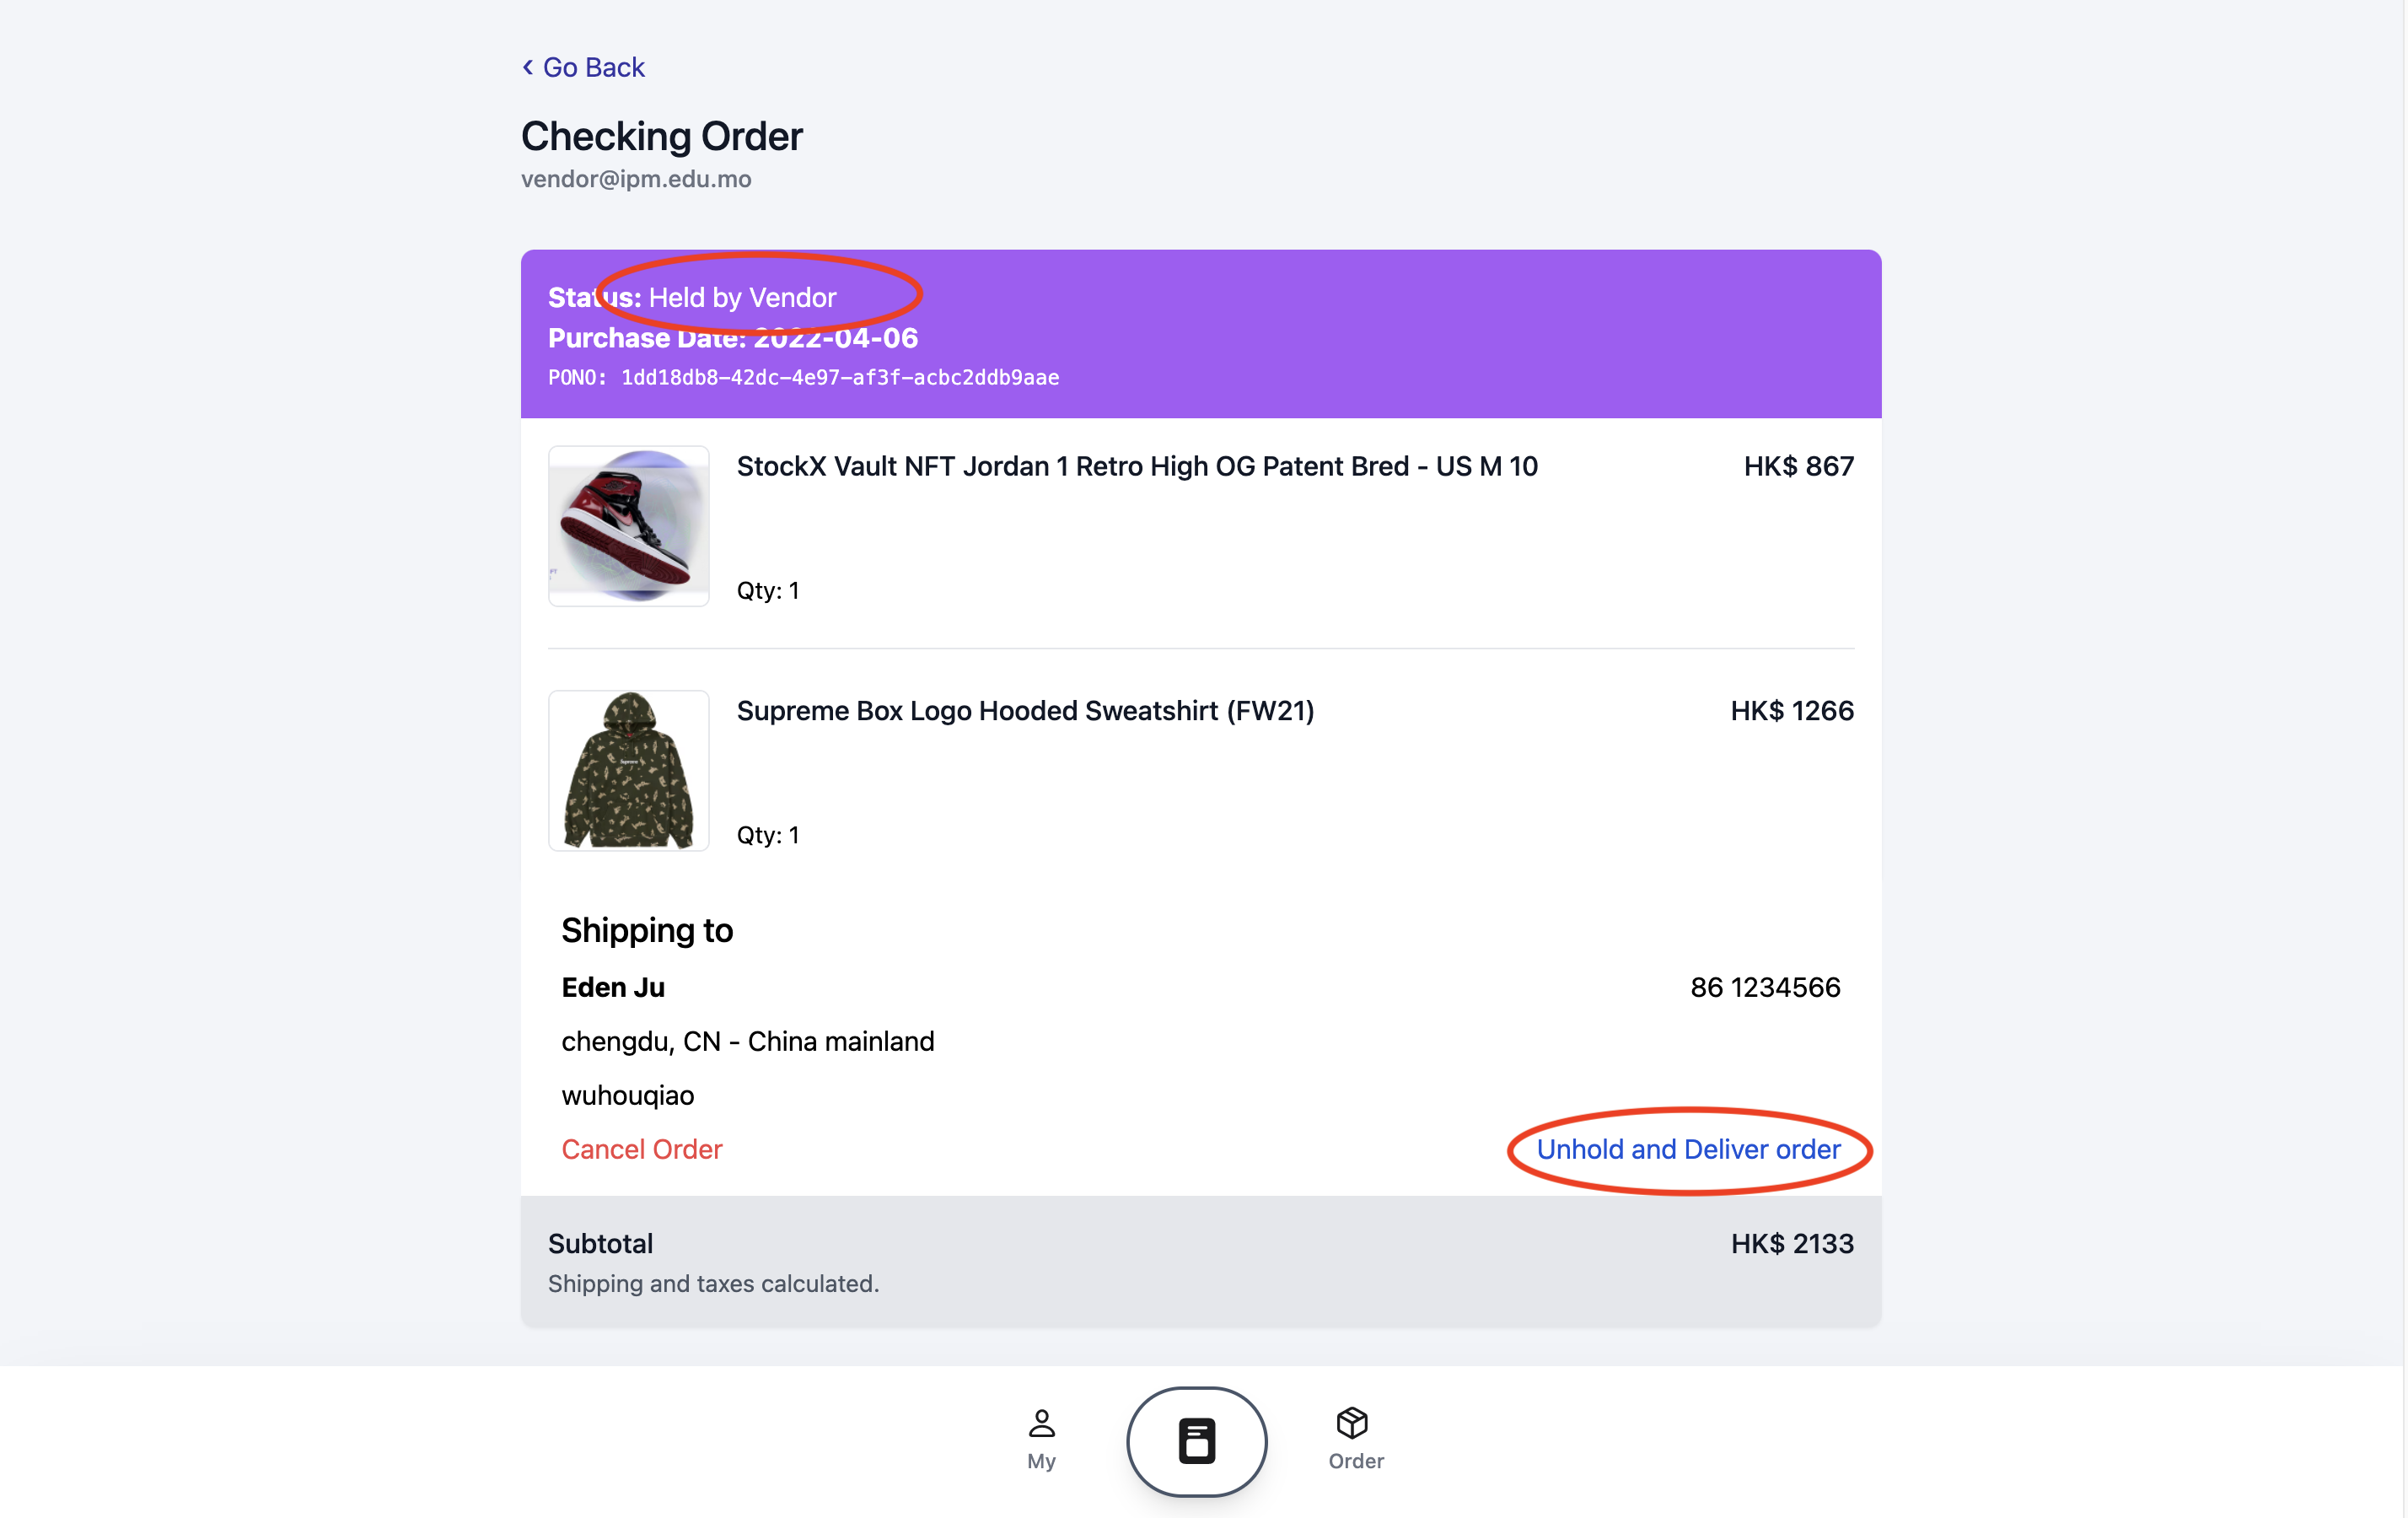 ‹ Go Back
Checking Order
vendor@ipm.edu.mo
Status: Held by Vendor
Purchase Date: 2022-04-06
PONO: 1dd18db8-42dc-4e97-af3f-acbc2ddb9aae
StockX Vault NFT Jordan 1 Retro High OG Patent Bred - US M 10 HK$ 867
Qty: 1
Supreme Box Logo Hooded Sweatshirt (FW21) HK$ 1266
Supreme
Qty: 1
Shipping to
Eden Ju 86 1234566
chengdu, CN - China mainland
wuhouqiao
Cancel Order Unhold and Deliver order
Subtotal HK$ 2133
Shipping and taxes calculated.
My Order